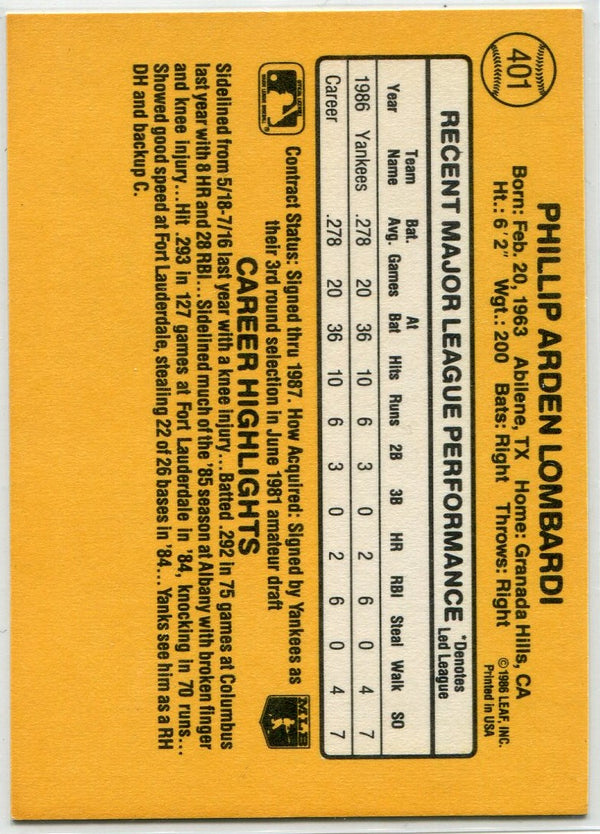 401
PHILLIP ARDEN LOMBARDI
Born: Feb. 20, 1963 Abilene, TX Home: Granada Hills, CA
Ht.: 6'2" Wgt.: 200 Bats: Right Throws: Right
©1986 LEAF, INC.
Printed in USA
RECENT MAJOR LEAGUE PERFORMANCE
*Denotes
Led League
Year Team Name Bat. Avg. Games At Bat Hits Runs 2B 3B HR RBI Steal Walk SO
1986 Yankees .278 20 36 10 6 3 0 2 6 0 4 7
Career .278 20 36 10 6 3 0 2 6 0 4 7
Contract Status: Signed thru 1987. How Acquired: Signed by Yankees as
their 3rd round selection in June 1981 amateur draft
MLB
CAREER HIGHLIGHTS
Sidelined from 5/18-7/16 last year with a knee injury...Batted .292 in 75 games at Columbus
last year with 8 HR and 28 RBI...Sidelined much of the '85 season at Albany with broken finger
and knee injury...Hit .293 in 127 games at Fort Lauderdale in '84, knocking in 70 runs...
Showed good speed at Fort Lauderdale, stealing 22 of 26 bases in '84...Yanks see him as a RH
DH and backup C.